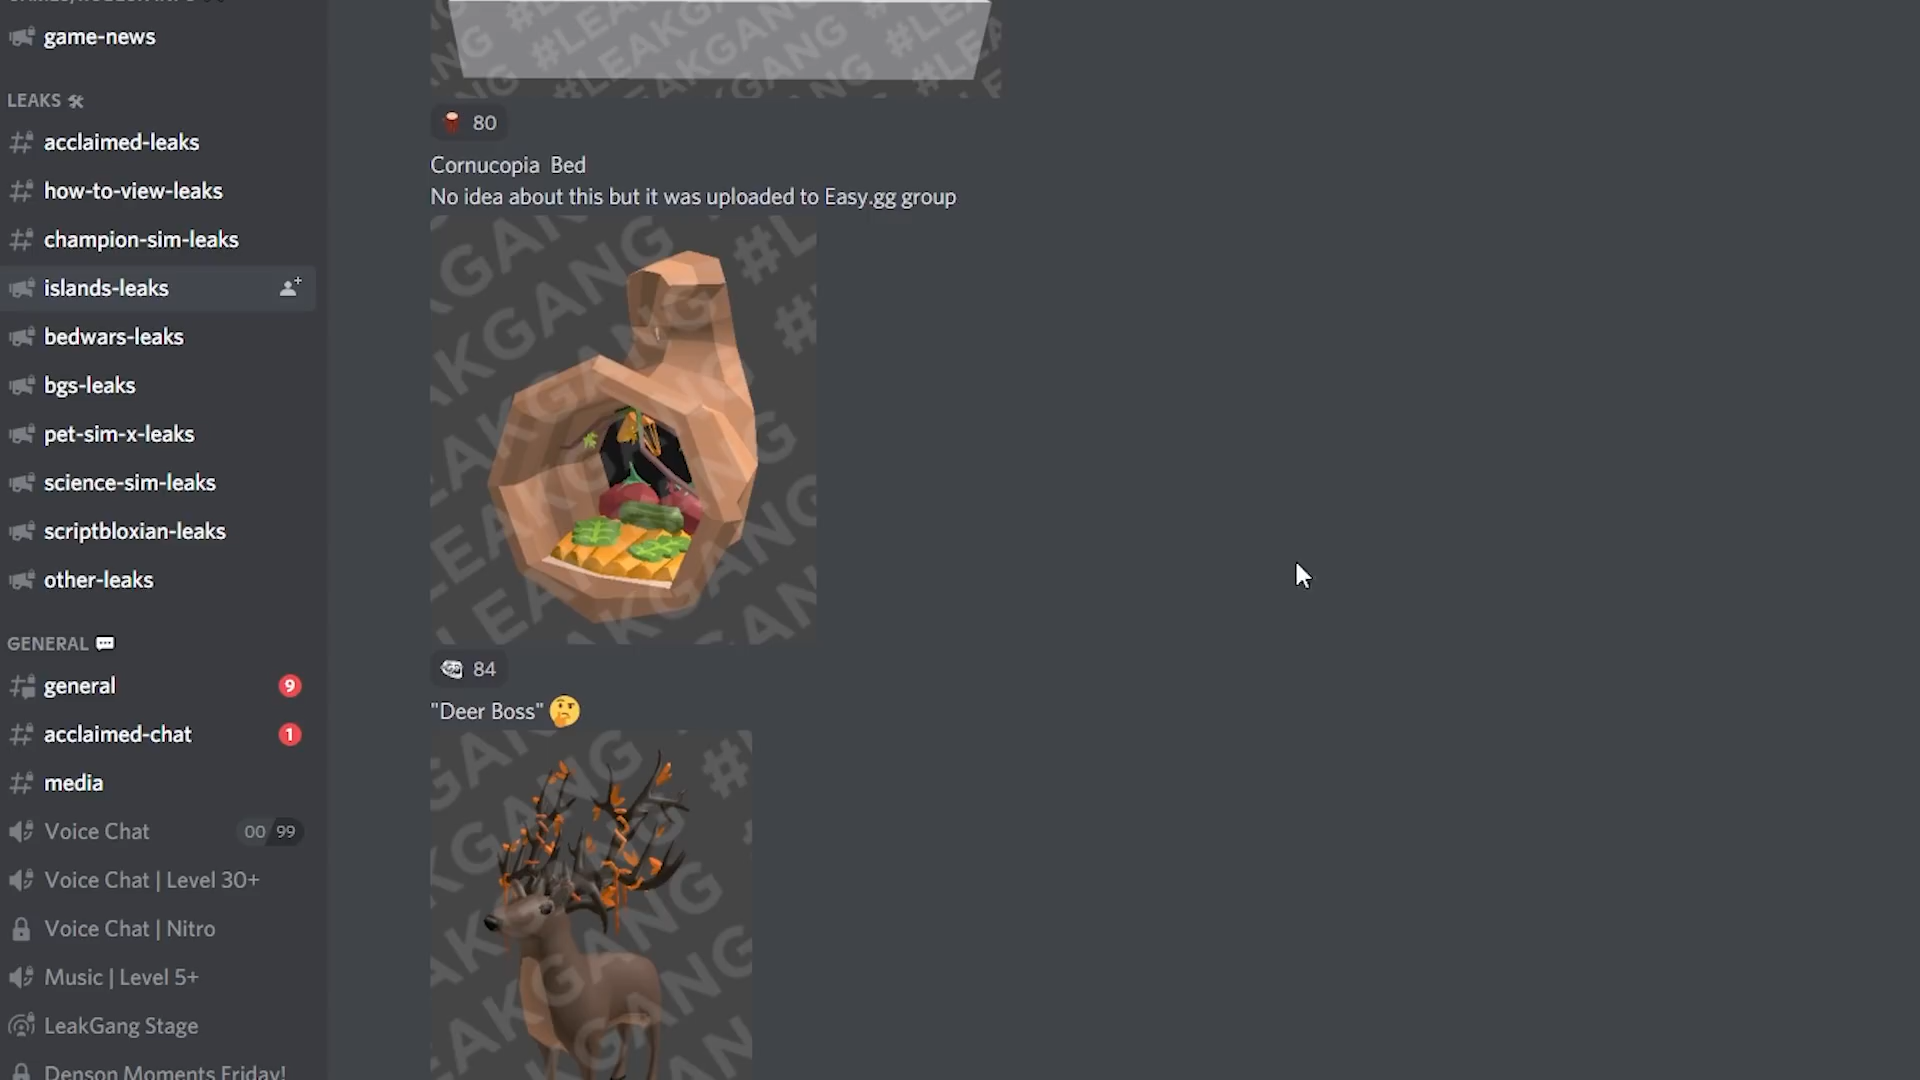 game-news
LEAKS
acclaimed-leaks
how-to-view-leaks
champion-sim-leaks
islands-leaks
bedwars-leaks
bgs-leaks
pet-sim-x-leaks
science-sim-leaks
scriptbloxian-leaks
other-leaks
GENERAL
general 9
acclaimed-chat 1
media
Voice Chat 00 99
Voice Chat | Level 30+
Voice Chat | Nitro
Music | Level 5+
LeakGang Stage
Denson Moments Friday!
#LEAKGANG
80
Cornucopia Bed
No idea about this but it was uploaded to Easy.gg group
#LEAKGANG
84
"Deer Boss" 🤔
#LEAKGANG